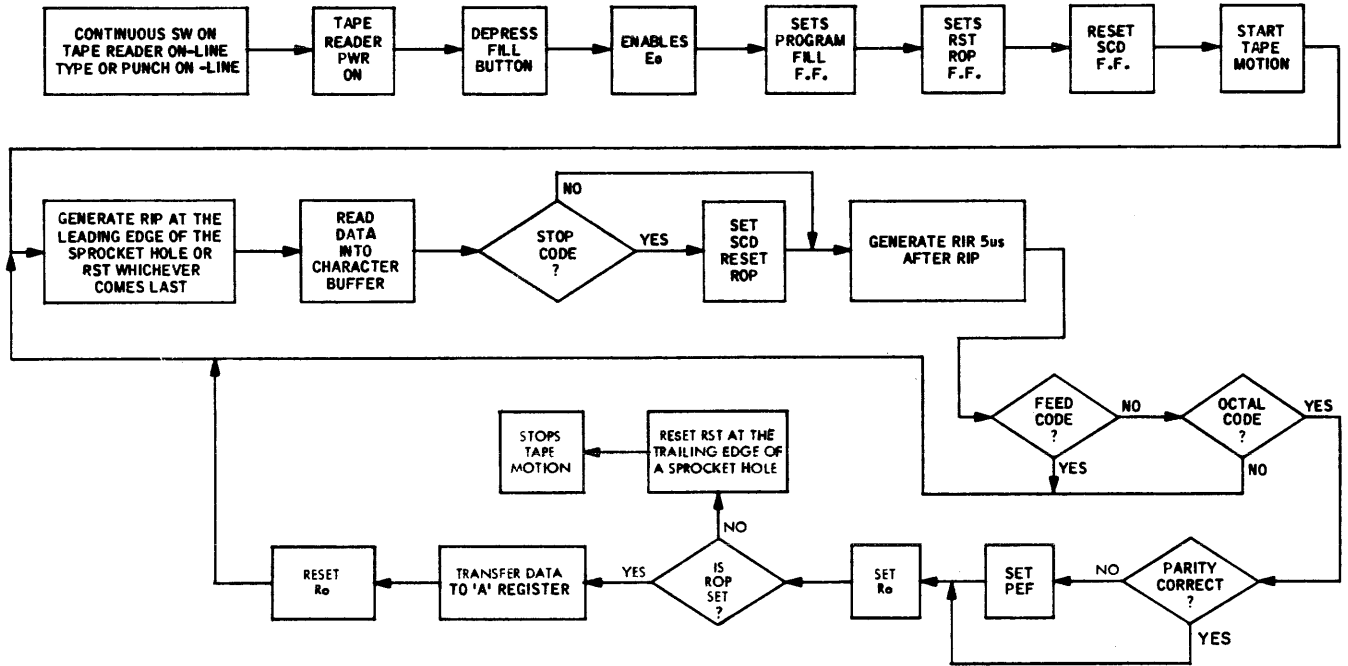 CONTINUOUS SW ON
TAPE READER ON-LINE
TYPE OR PUNCH ON -LINE
TAPE
READER
PWR
ON
DEPRESS
FILL
BUTTON
ENABLES
Eo
SETS
PROGRAM
FILL
F.F.
SETS
RST
ROP
F.F.
RESET
SCD
F.F.
START
TAPE
MOTION
GENERATE RIP AT THE
LEADING EDGE OF THE
SPROCKET HOLE OR
RST WHICHEVER
COMES LAST
READ
DATA
INTO
CHARACTER
BUFFER
STOP
CODE
?
NO
YES
SET
SCD
RESET
ROP
GENERATE RIR 5us
AFTER RIP
FEED
CODE
?
NO
YES
OCTAL
CODE
?
YES
NO
STOPS
TAPE
MOTION
RESET RST AT THE
TRAILING EDGE OF
A SPROCKET HOLE
NO
RESET
Ro
TRANSFER DATA
TO 'A' REGISTER
YES
IS
ROP
SET
?
SET
Ro
SET
PEF
NO
PARITY
CORRECT
?
YES